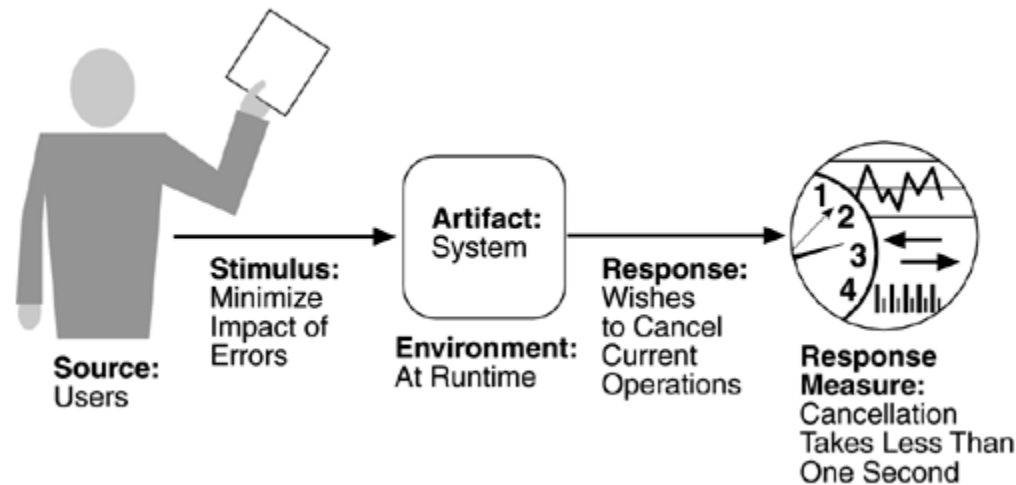 Source:
Users
Stimulus:
Minimize
Impact of
Errors
Artifact:
System
Environment:
At Runtime
Response:
Wishes
to Cancel
Current
Operations
1
2
3
4
Response
Measure:
Cancellation
Takes Less Than
One Second